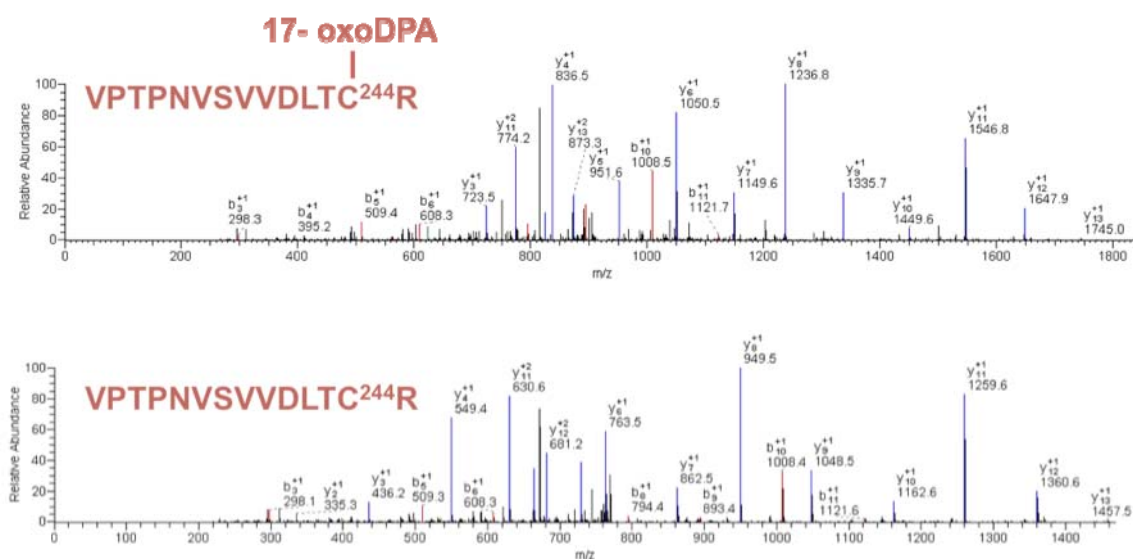 17- oxoDPA
VPTPNVSVVDLTC²⁴⁴R
Relative Abundance
100
80
60
40
20
0
y₃⁺¹ 723.5
y₁₁⁺² 774.2
y₄⁺¹ 836.5
y₁₃⁺² 873.3
y₅⁺¹ 951.6
b₁₀⁺¹ 1008.5
y₆⁺¹ 1050.5
b₁₁⁺¹ 1121.7
y₇⁺¹ 1149.6
y₈⁺¹ 1236.8
y₉⁺¹ 1335.7
y₁₀⁺¹ 1449.6
y₁₁⁺¹ 1546.8
y₁₂⁺¹ 1647.9
y₁₃⁺¹ 1745.0
b₃⁺¹ 298.3
b₄⁺¹ 395.2
b₅⁺¹ 509.4
b₆⁺¹ 608.3
0 200 400 600 800 1000 1200 1400 1600 1800
m/z
VPTPNVSVVDLTC²⁴⁴R
Relative Abundance
100
80
60
40
20
0
b₃⁺¹ 298.1
y₂⁺¹ 335.3
y₃⁺¹ 436.2
b₅⁺¹ 509.3
y₄⁺¹ 549.4
b₆⁺¹ 608.3
y₁₁⁺² 630.6
y₁₂⁺² 681.2
y₆⁺¹ 763.5
b₈⁺¹ 794.4
y₇⁺¹ 862.5
b₉⁺¹ 893.4
y₈⁺¹ 949.5
b₁₀⁺¹ 1008.4
y₉⁺¹ 1048.5
b₁₁⁺¹ 1121.6
y₁₀⁺¹ 1162.6
y₁₁⁺¹ 1259.6
y₁₂⁺¹ 1360.6
y₁₃⁺¹ 1457.5
0 100 200 300 400 500 600 700 800 900 1000 1100 1200 1300 1400
m/z